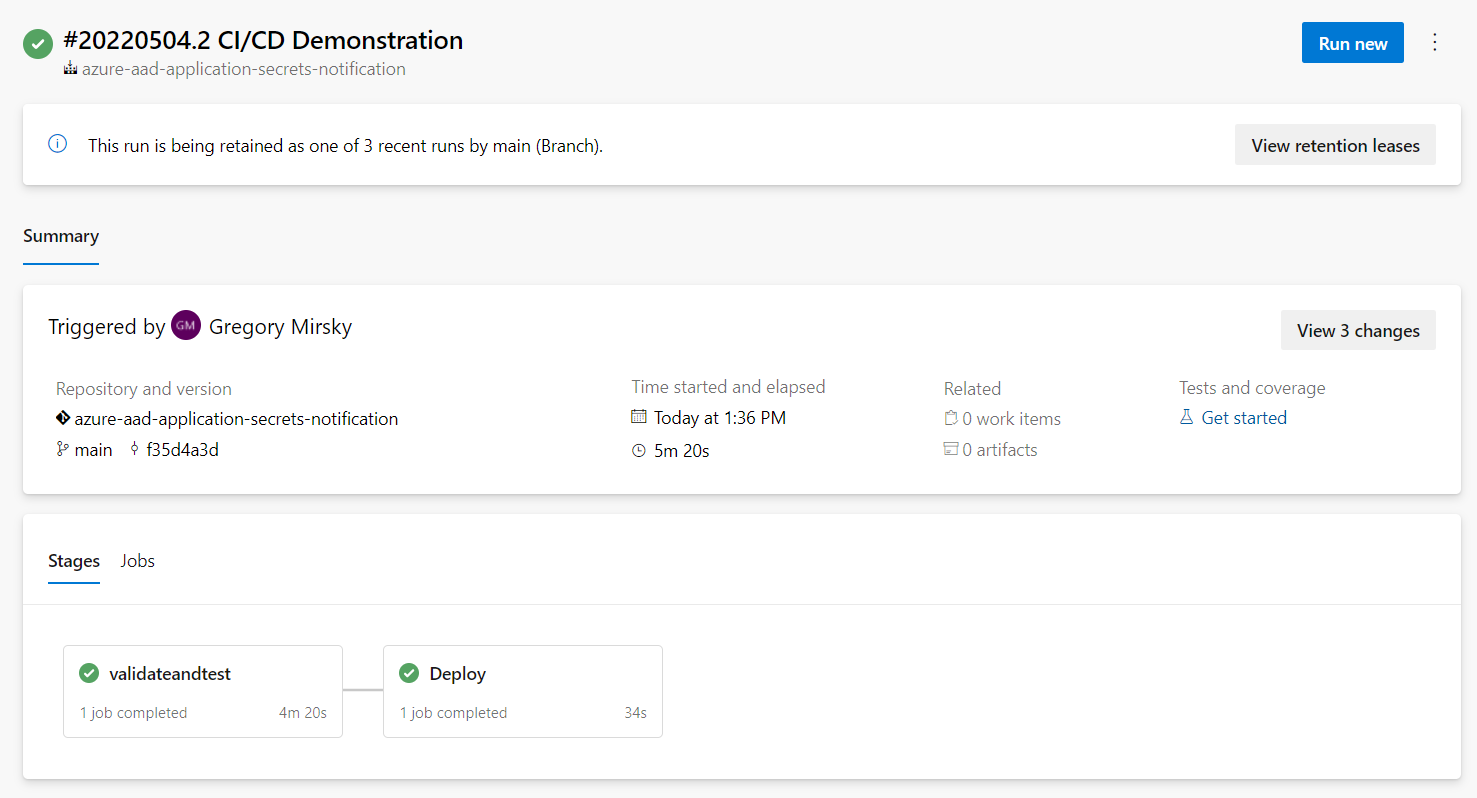 #20220504.2 CI/CD Demonstration
Run new
azure-aad-application-secrets-notification
This run is being retained as one of 3 recent runs by main (Branch).
View retention leases
Summary
Triggered by GM Gregory Mirsky
View 3 changes
Repository and version
azure-aad-application-secrets-notification
main f35d4a3d
Time started and elapsed
Today at 1:36 PM
5m 20s
Related
0 work items
0 artifacts
Tests and coverage
Get started
Stages Jobs
validateandtest
1 job completed 4m 20s
Deploy
1 job completed 34s